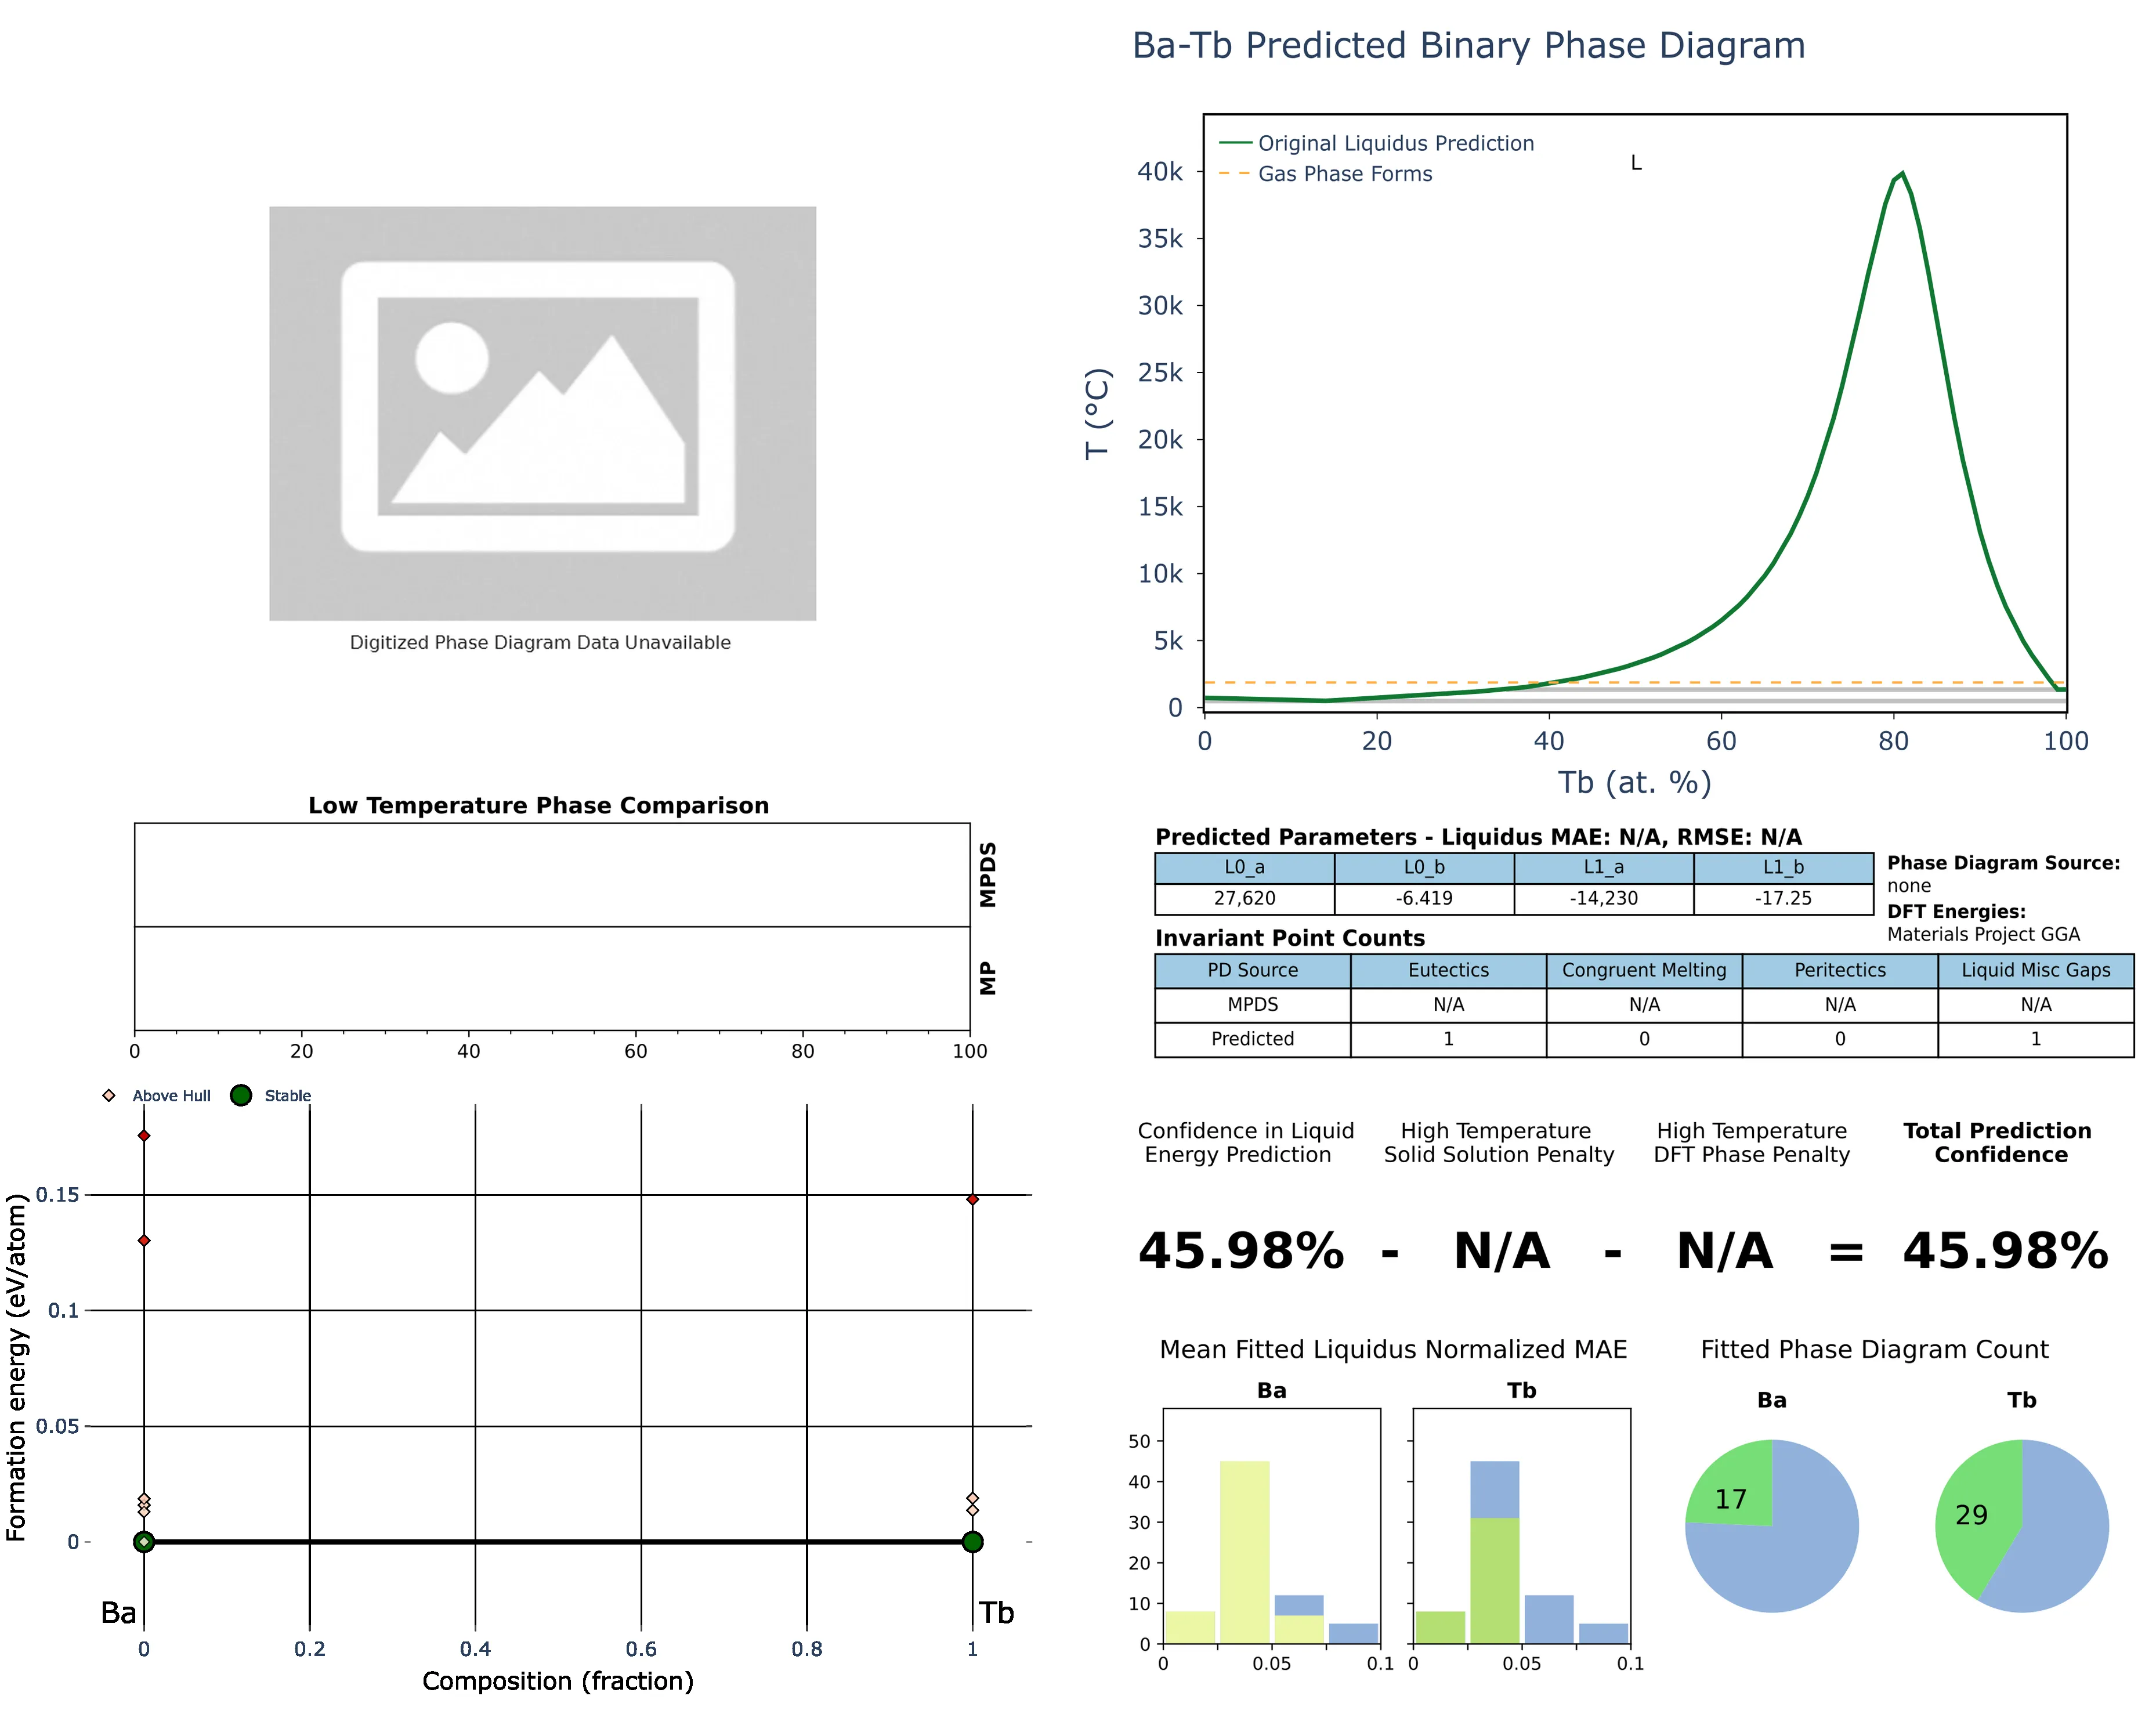 Ba-Tb Predicted Binary Phase Diagram
Original Liquidus Prediction
Gas Phase Forms
L
40k
35k
30k
25k
20k
15k
10k
5k
0
T (°C)
0 20 40 60 80 100
Tb (at. %)
Digitized Phase Diagram Data Unavailable
Low Temperature Phase Comparison
MPDS
MP
0 20 40 60 80 100
Predicted Parameters - Liquidus MAE: N/A, RMSE: N/A
L0_a L0_b L1_a L1_b
27,620 -6.419 -14,230 -17.25
Phase Diagram Source:
none
DFT Energies:
Materials Project GGA
Invariant Point Counts
PD Source Eutectics Congruent Melting Peritectics Liquid Misc Gaps
MPDS N/A N/A N/A N/A
Predicted 1 0 0 1
Above Hull Stable
0.15
0.1
0.05
0
Formation energy (eV/atom)
Ba Tb
0 0.2 0.4 0.6 0.8 1
Composition (fraction)
Confidence in Liquid
Energy Prediction
High Temperature
Solid Solution Penalty
High Temperature
DFT Phase Penalty
Total Prediction
Confidence
45.98% - N/A - N/A = 45.98%
Mean Fitted Liquidus Normalized MAE
Ba Tb
50
40
30
20
10
0
0 0.05 0.1 0 0.05 0.1
Fitted Phase Diagram Count
Ba Tb
17 29